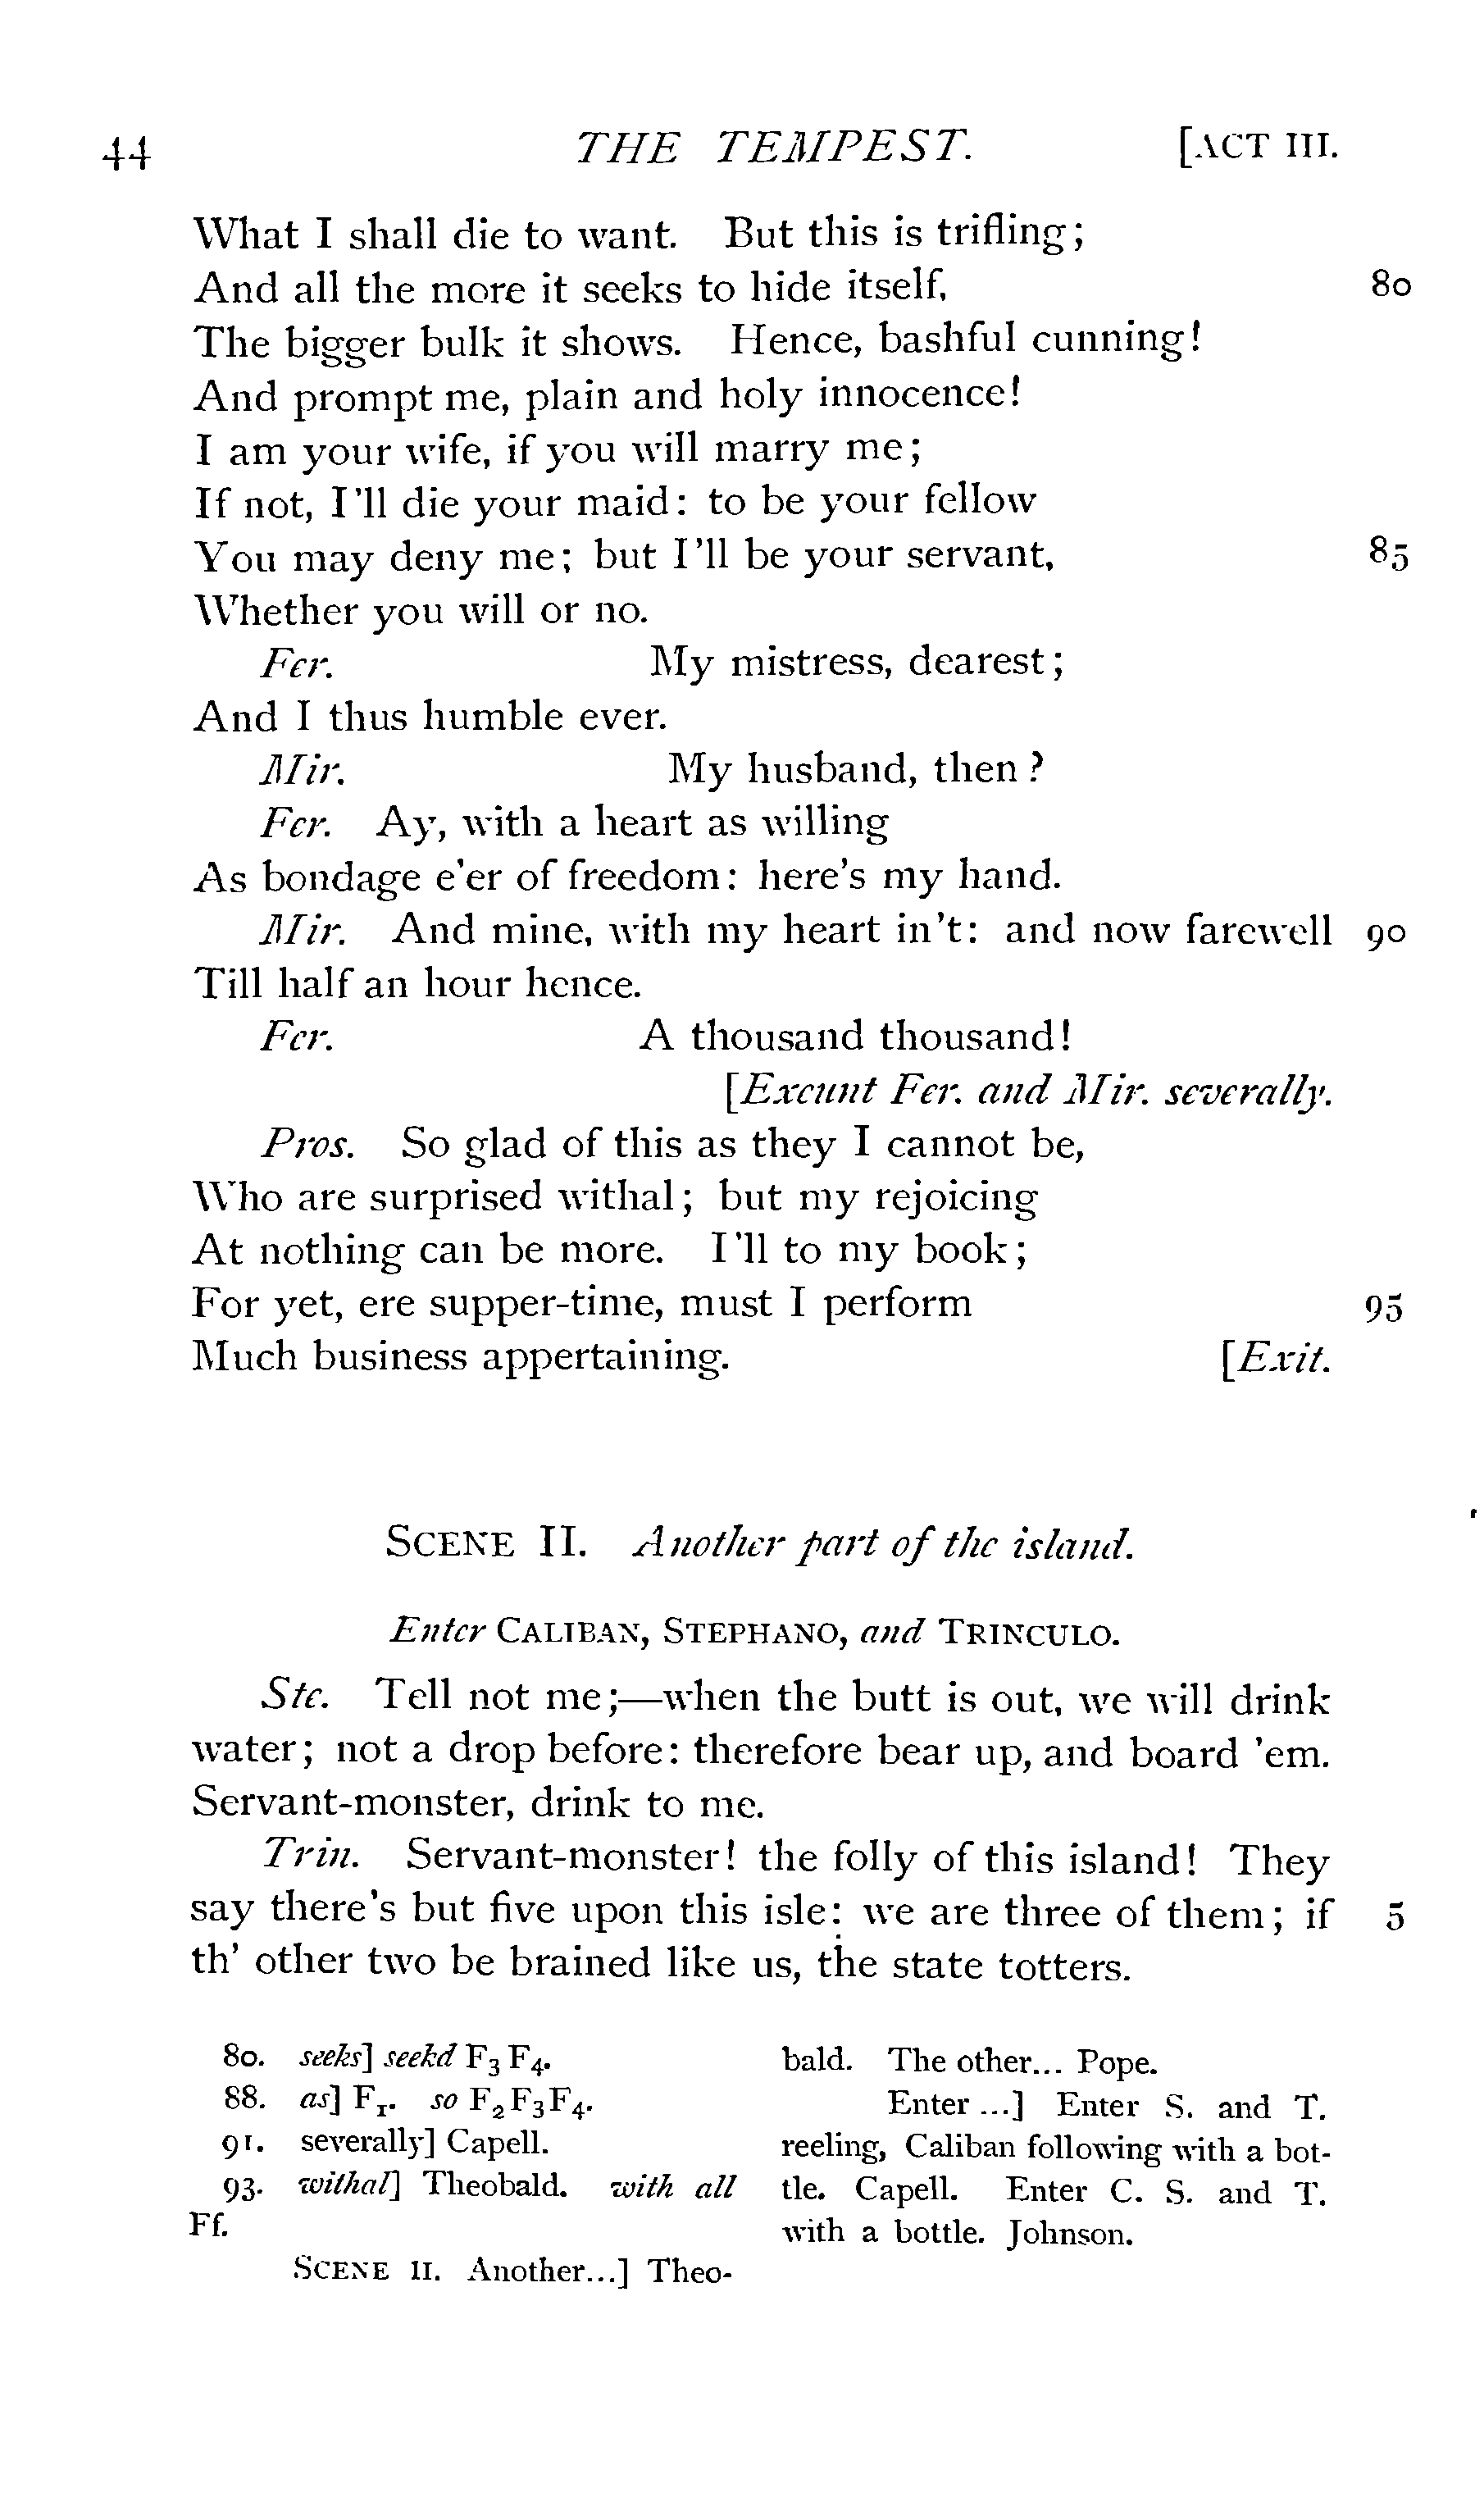 44 THE TEMPEST. [ACT III.
What I shall die to want. But this is trifling;
And all the more it seeks to hide itself, 80
The bigger bulk it shows. Hence, bashful cunning!
And prompt me, plain and holy innocence!
I am your wife, if you will marry me;
If not, I'll die your maid: to be your fellow
You may deny me; but I'll be your servant, 85
Whether you will or no.
Fer. My mistress, dearest;
And I thus humble ever.
Mir. My husband, then?
Fer. Ay, with a heart as willing
As bondage e'er of freedom: here's my hand.
Mir. And mine, with my heart in't: and now farewell 90
Till half an hour hence.
Fer. A thousand thousand!
[Exeunt Fer. and Mir. severally.
Pros. So glad of this as they I cannot be,
Who are surprised withal; but my rejoicing
At nothing can be more. I'll to my book;
For yet, ere supper-time, must I perform 95
Much business appertaining. [Exit.
SCENE II. Another part of the island.
Enter CALIBAN, STEPHANO, and TRINCULO.
Ste. Tell not me;—when the butt is out, we will drink
water; not a drop before: therefore bear up, and board 'em.
Servant-monster, drink to me.
Trin. Servant-monster! the folly of this island! They
say there's but five upon this isle: we are three of them; if 5
th' other two be brained like us, the state totters.
80. seeks] seekd F3 F4.
88. as] F1. so F2 F3 F4.
91. severally] Capell.
93. withal] Theobald. with all
Ff.
SCENE II. Another...] Theo-
bald. The other... Pope.
Enter ...] Enter S. and T.
reeling, Caliban following with a bot-
tle. Capell. Enter C. S. and T.
with a bottle. Johnson.